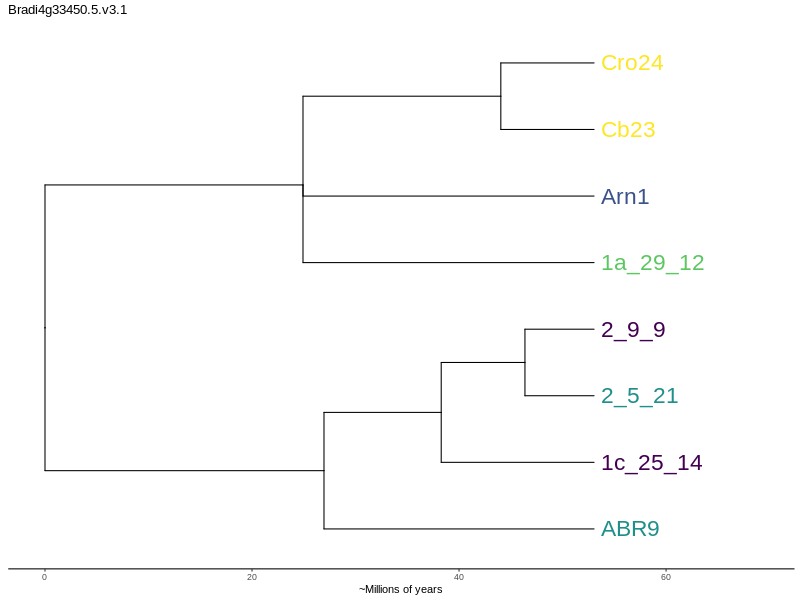 Bradi4g33450.5.v3.1
Cro24
Cb23
Arn1
1a_29_12
2_9_9
2_5_21
1c_25_14
ABR9
0 20 40 60
~Millions of years